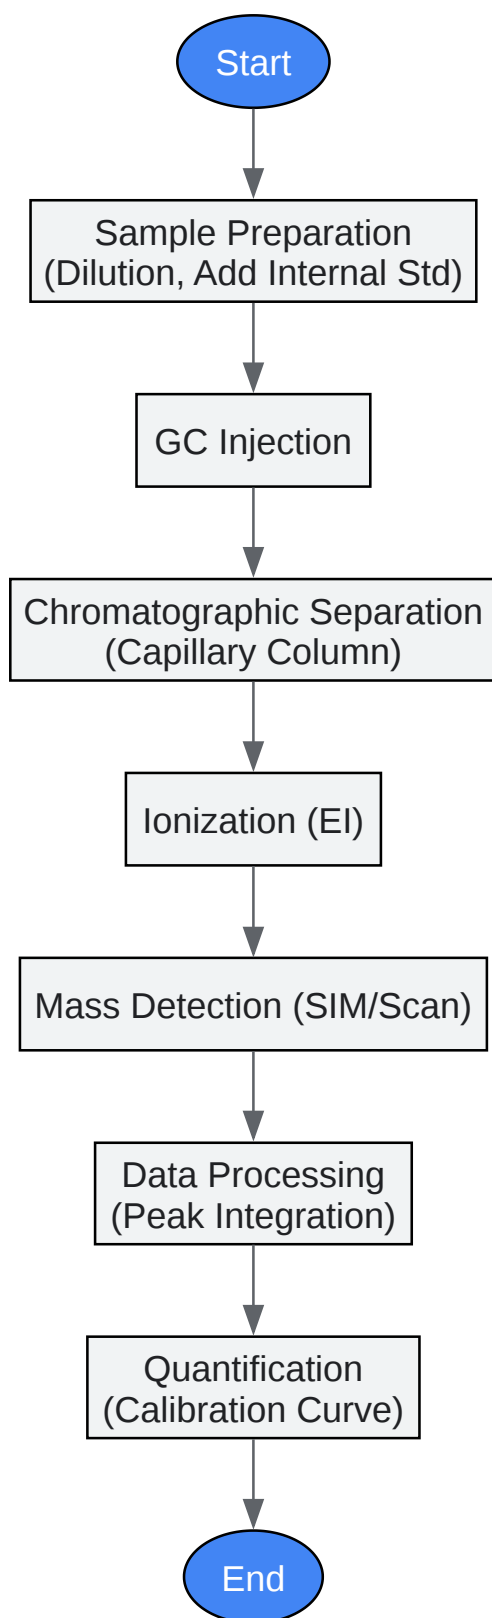 Start
Sample Preparation
(Dilution, Add Internal Std)
GC Injection
Chromatographic Separation
(Capillary Column)
Ionization (EI)
Mass Detection (SIM/Scan)
Data Processing
(Peak Integration)
Quantification
(Calibration Curve)
End